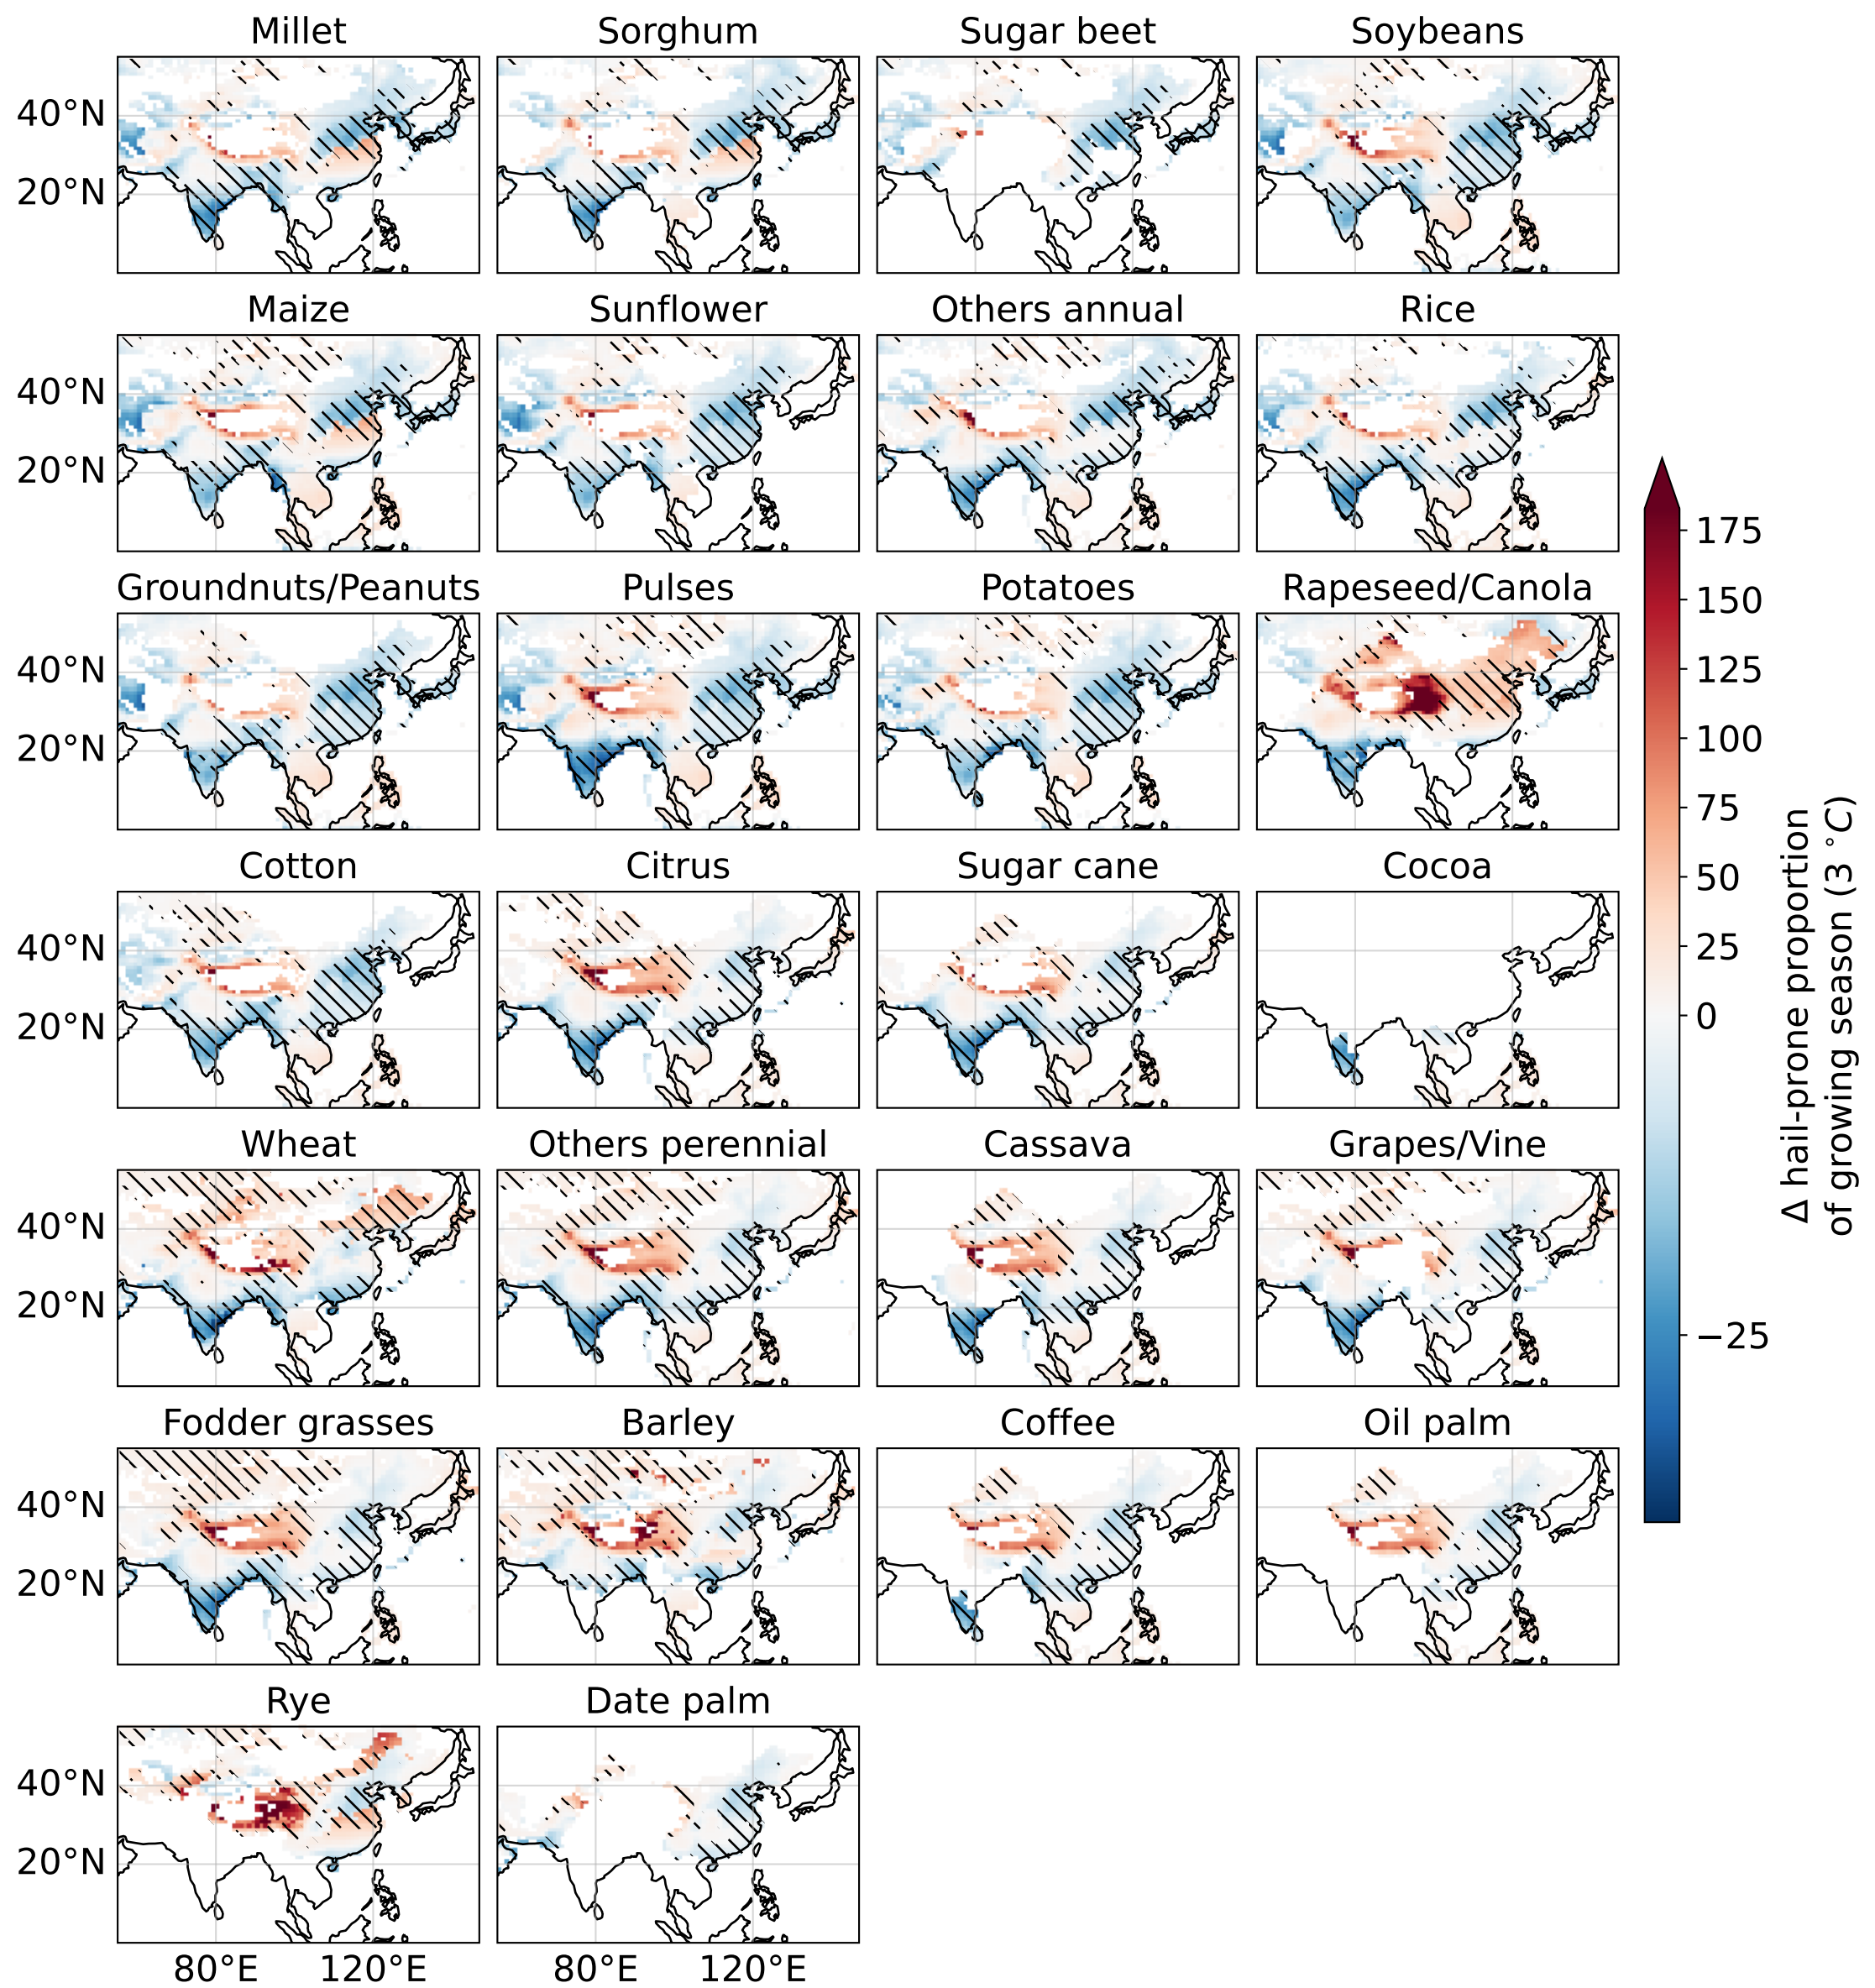 Millet Sorghum Sugar beet Soybeans
40°N
20°N
Maize Sunflower Others annual Rice
40°N
20°N
Groundnuts/Peanuts Pulses Potatoes Rapeseed/Canola
40°N
20°N
Cotton Citrus Sugar cane Cocoa
40°N
20°N
Wheat Others perennial Cassava Grapes/Vine
40°N
20°N
Fodder grasses Barley Coffee Oil palm
40°N
20°N
Rye Date palm
40°N
20°N
80°E 120°E 80°E 120°E
175
150
125
100
75
50
25
0
−25
Δ hail-prone proportion
of growing season (3 °C)